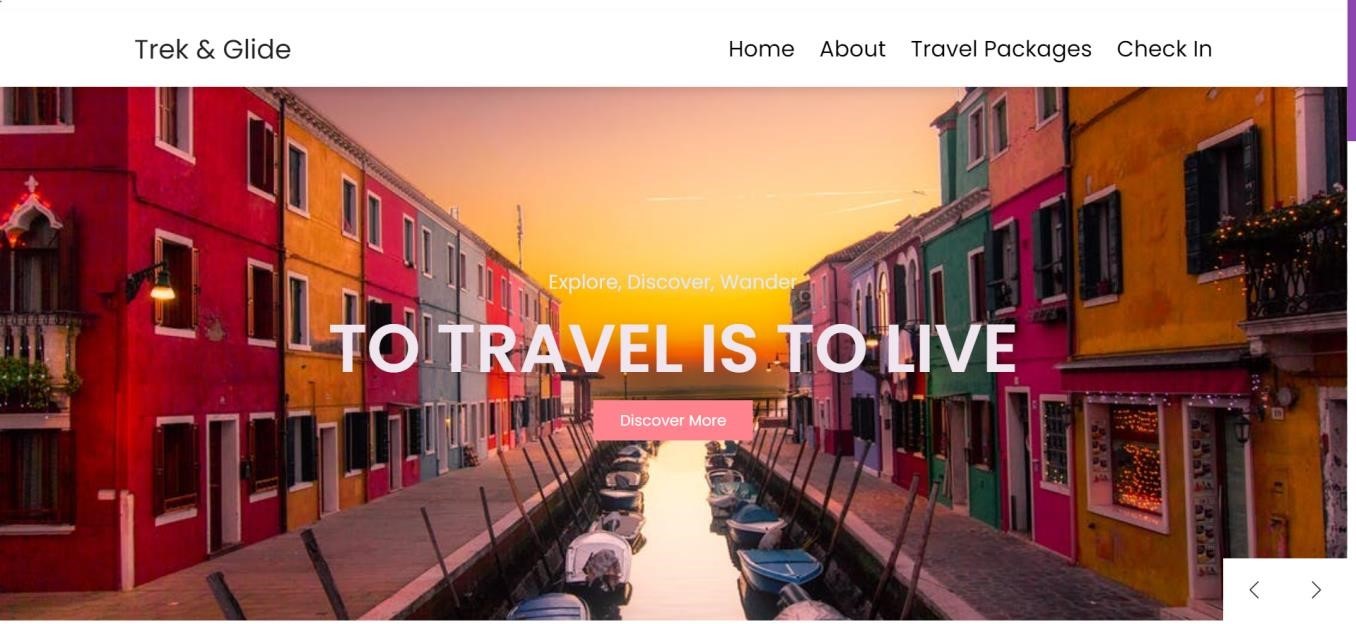 Trek & Glide
Home About Travel Packages Check In
Explore, Discover, Wander
TO TRAVEL IS TO LIVE
Discover More